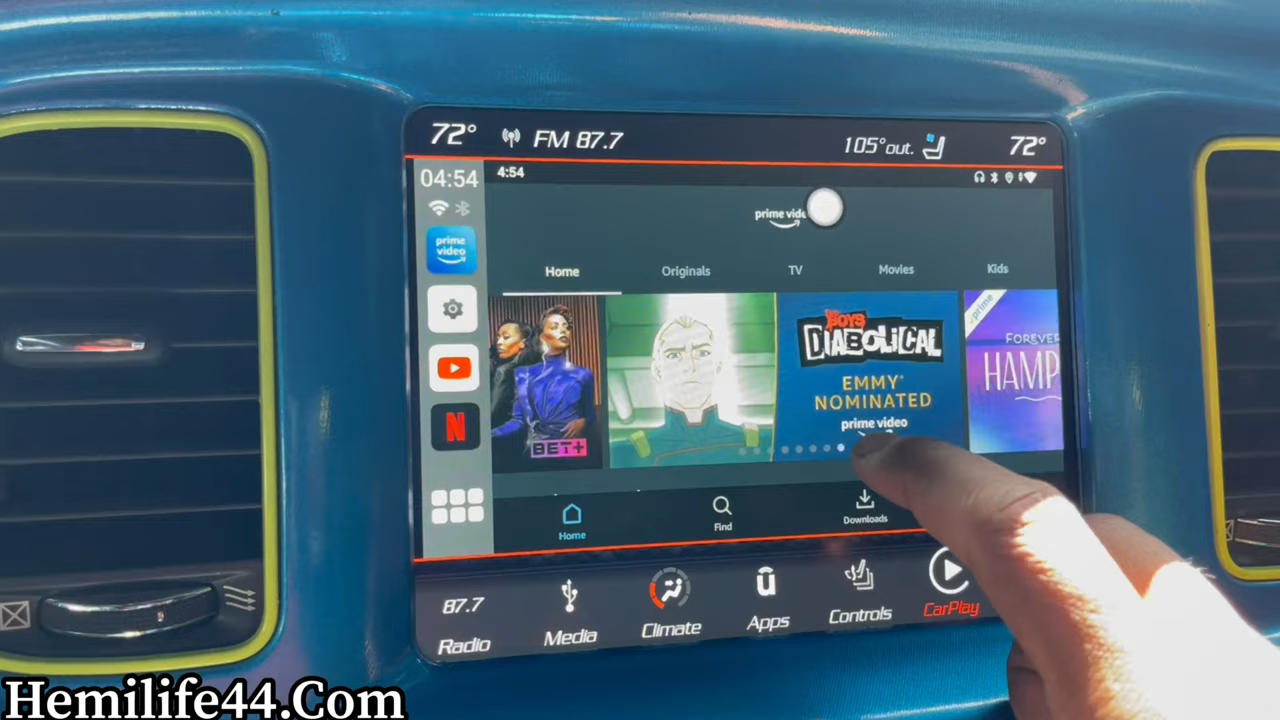 72° FM 87.7 105°out. 72°
04:54 4:54
prime vide
prime video
Home Originals TV Movies Kids
BET+
THE BOYS
DIABOLICAL
EMMY®
NOMINATED
prime video
prime
FOREVER
HAMP
N
Home Find Downloads
87.7
Radio Media Climate Apps Controls CarPlay
Hemilife44.Com